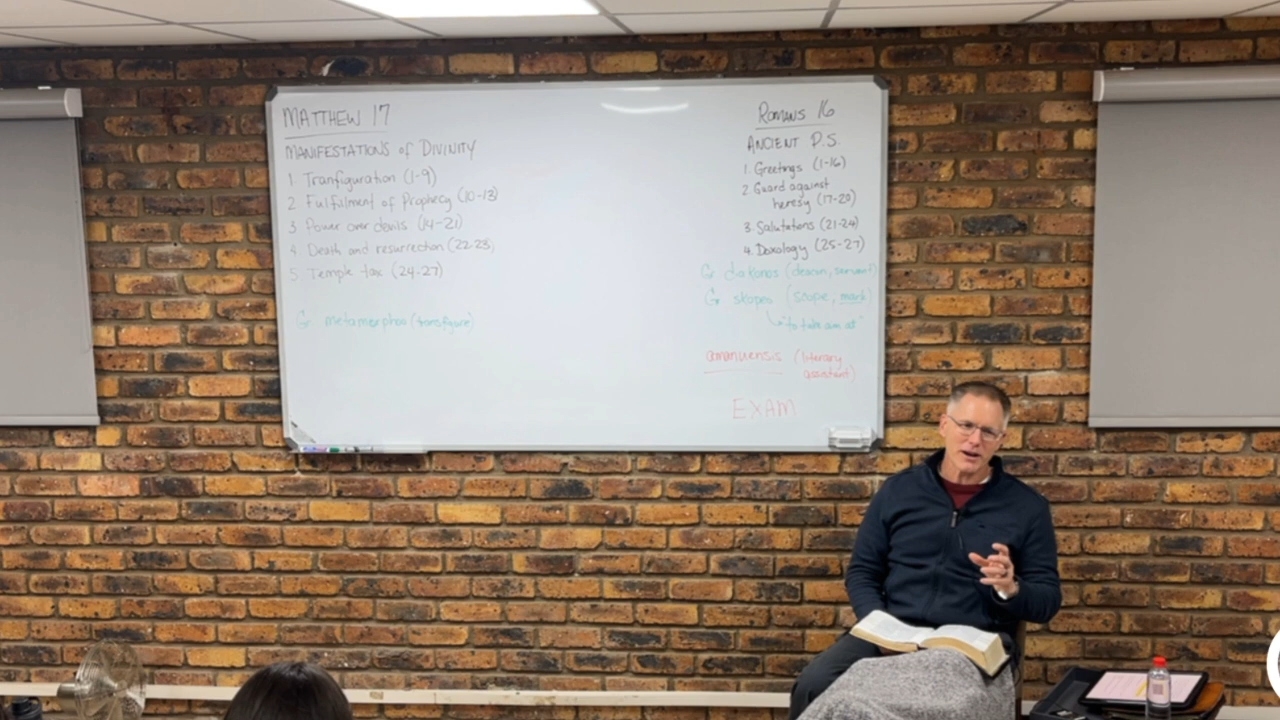 MATTHEW 17
MANIFESTATIONS of DIVINITY
1. Tranfiguration (1-9)
2. Fulfilment of Prophecy (10-13)
3. Power over devils (14-21)
4. Death and resurrection (22-23)
5. Temple tax (24-27)
Gr. metamorphoo (transfigure)
ROMANS 16
ANCIENT P.S.
1. Greetings (1-16)
2. Guard against
heresy (17-20)
3. Salutations (21-24)
4. Doxology (25-27)
Gr diakonos (deacon, servant)
Gr skopeo (scope, mark)
"to take aim at"
amanuensis (literary
assistant)
EXAM